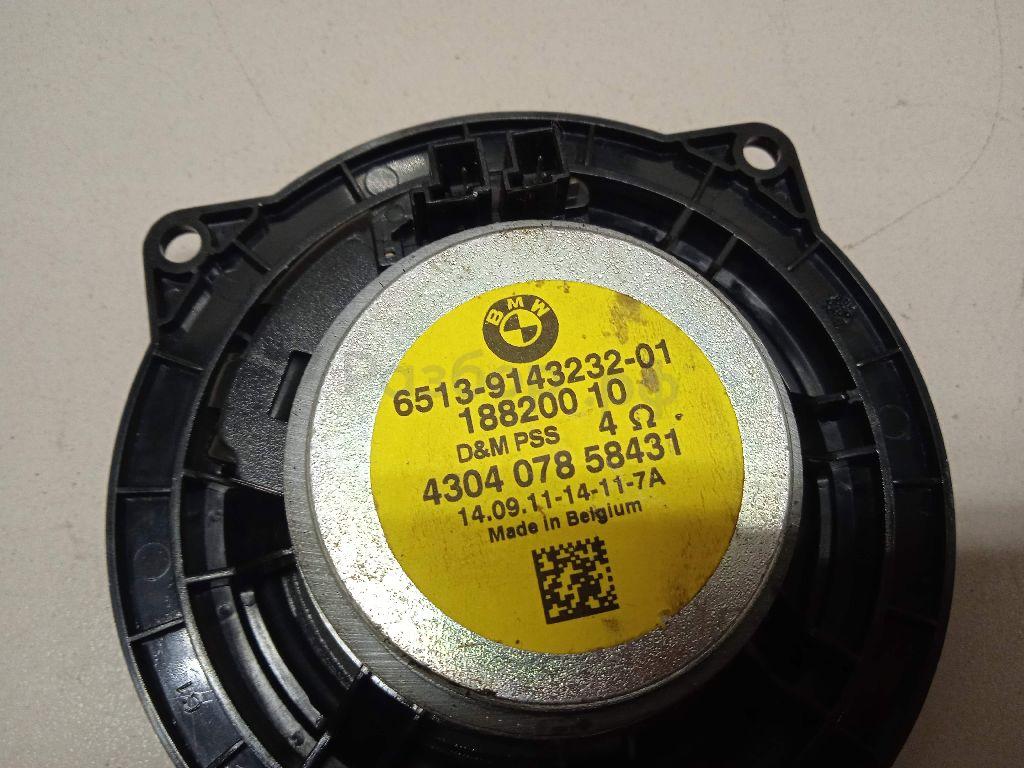 BMW
6513-9143232-01
188200 10
D&M PSS 4 Ω
4304 078 58431
14.09.11-14-11-7A
Made in Belgium